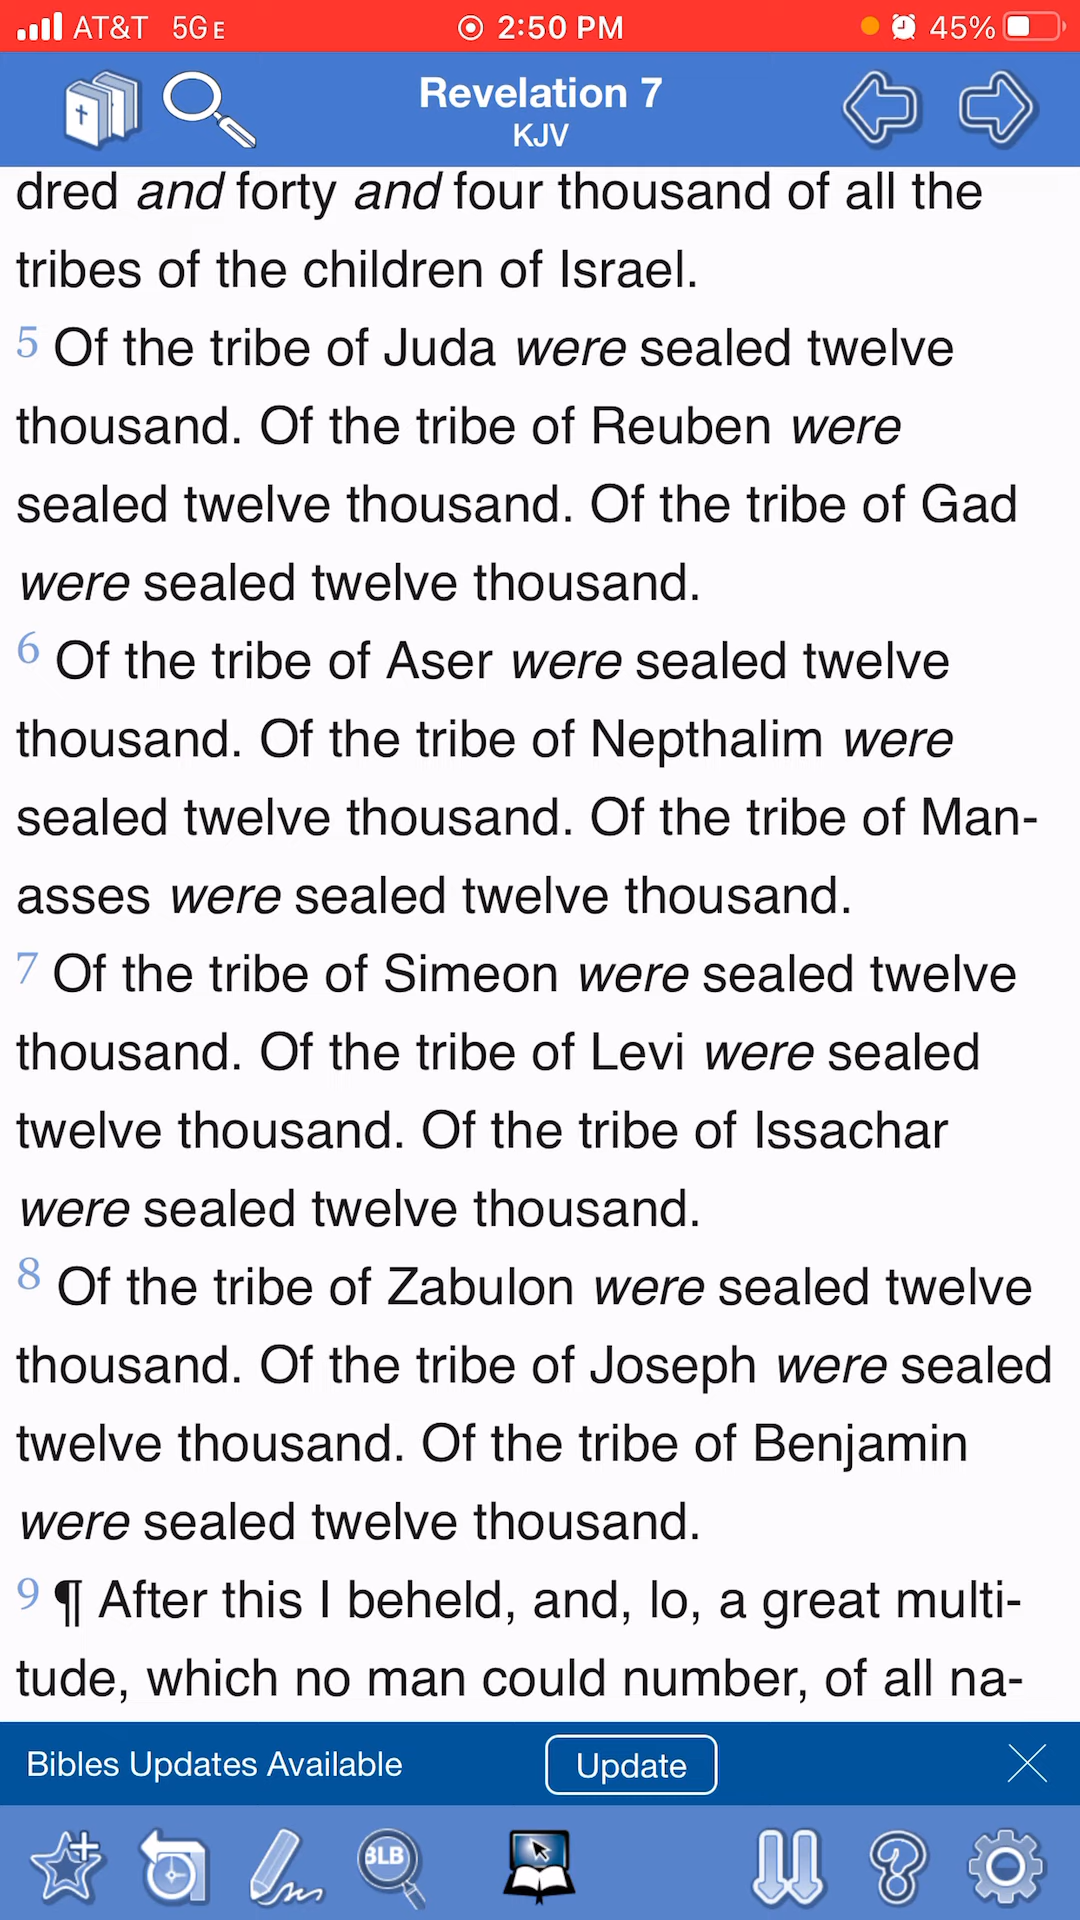 AT&T 5GE 2:50 PM 45%
Revelation 7
KJV
dred and forty and four thousand of all the
tribes of the children of Israel.
5 Of the tribe of Juda were sealed twelve
thousand. Of the tribe of Reuben were
sealed twelve thousand. Of the tribe of Gad
were sealed twelve thousand.
6 Of the tribe of Aser were sealed twelve
thousand. Of the tribe of Nepthalim were
sealed twelve thousand. Of the tribe of Man-
asses were sealed twelve thousand.
7 Of the tribe of Simeon were sealed twelve
thousand. Of the tribe of Levi were sealed
twelve thousand. Of the tribe of Issachar
were sealed twelve thousand.
8 Of the tribe of Zabulon were sealed twelve
thousand. Of the tribe of Joseph were sealed
twelve thousand. Of the tribe of Benjamin
were sealed twelve thousand.
9 ¶ After this I beheld, and, lo, a great multi-
tude, which no man could number, of all na-
Bibles Updates Available Update
BLB